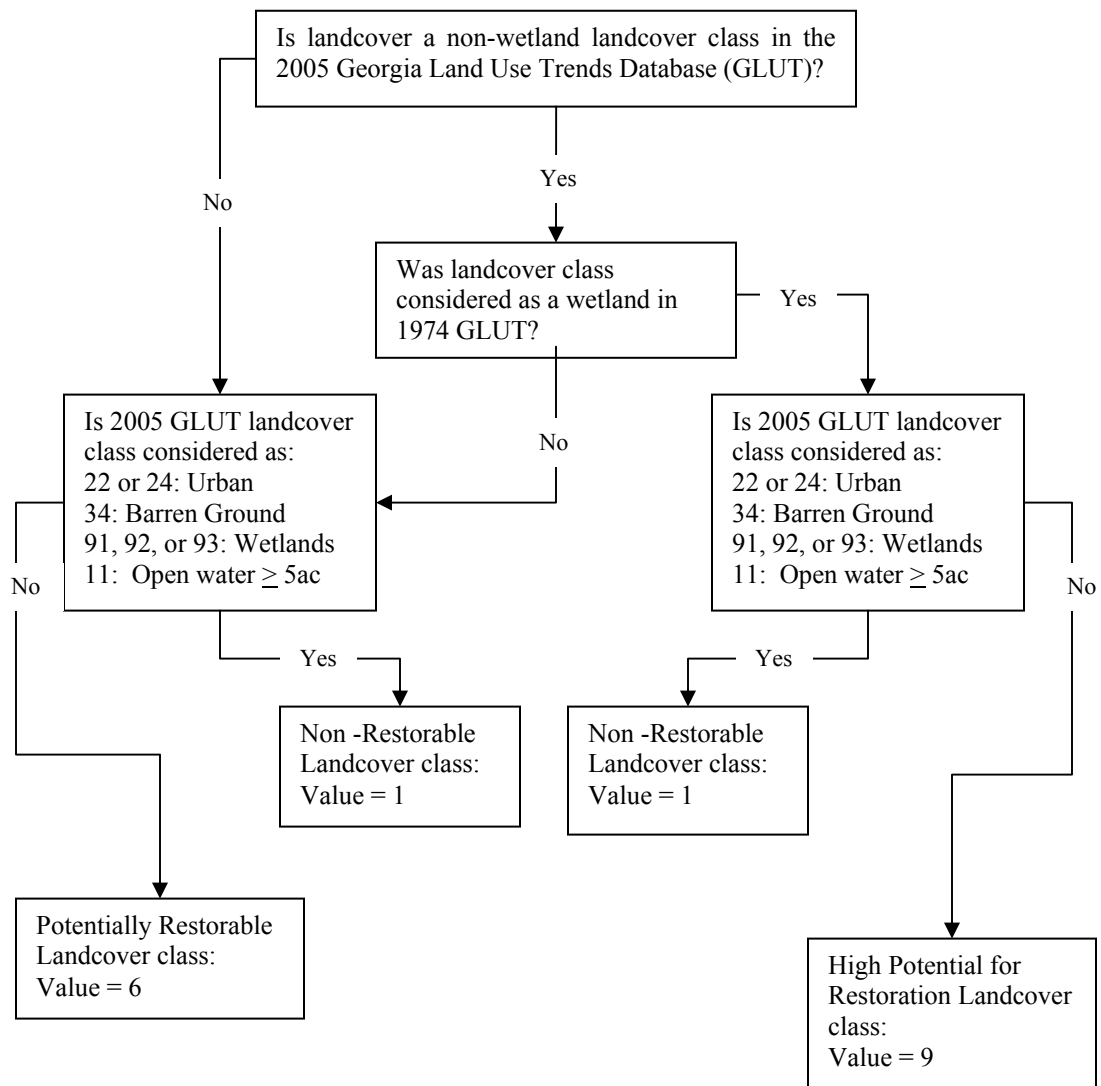 Is landcover a non-wetland landcover class in the
2005 Georgia Land Use Trends Database (GLUT)?
Yes
No
Was landcover class
considered as a wetland in
1974 GLUT?
Yes
No
Is 2005 GLUT landcover
class considered as:
22 or 24: Urban
34: Barren Ground
91, 92, or 93: Wetlands
11:  Open water ≥ 5ac
Is 2005 GLUT landcover
class considered as:
22 or 24: Urban
34: Barren Ground
91, 92, or 93: Wetlands
11:  Open water ≥ 5ac
No
No
Yes
Yes
Non -Restorable
Landcover class:
Value = 1
Non -Restorable
Landcover class:
Value = 1
Potentially Restorable
Landcover class:
Value = 6
High Potential for
Restoration Landcover
class:
Value = 9